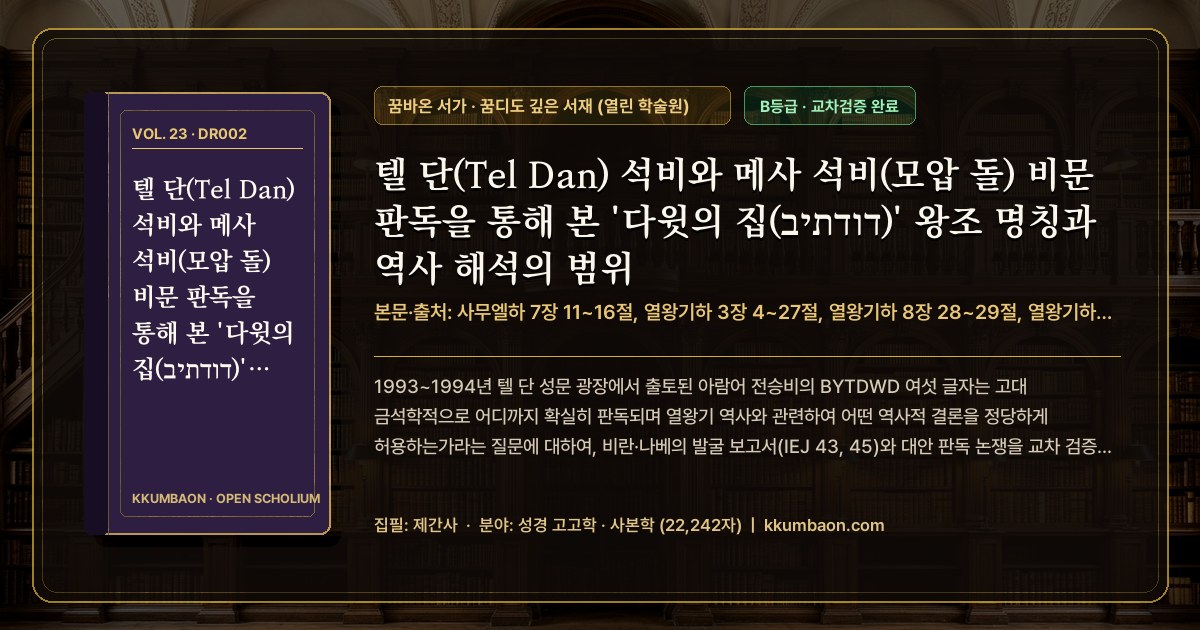 꿈바온 서가 · 꿈디도 깊은 서재 (열린 학술원)
B등급 · 교차검증 완료
VOL. 23 · DR002
텔 단(Tel Dan)
석비와 메사
석비(모압 돌)
비문 판독을
통해 본 '다윗의
집(דודתיב)'…
KKUMBAON · OPEN SCHOLIUM
텔 단(Tel Dan) 석비와 메사 석비(모압 돌) 비문
판독을 통해 본 '다윗의 집(דודתיב)' 왕조 명칭과
역사 해석의 범위
본문·출처: 사무엘하 7장 11~16절, 열왕기하 3장 4~27절, 열왕기하 8장 28~29절, 열왕기하...
1993~1994년 텔 단 성문 광장에서 출토된 아람어 전승비의 BYTDWD 여섯 글자는 고대
금석학적으로 어디까지 확실히 판독되며 열왕기 역사와 관련하여 어떤 역사적 결론을 정당하게
허용하는가라는 질문에 대하여, 비란·나베의 발굴 보고서(IEJ 43, 45)와 대안 판독 논쟁을 교차 검증...
집필: 제간사 · 분야: 성경 고고학 · 사본학 (22,242자) | kkumbaon.com